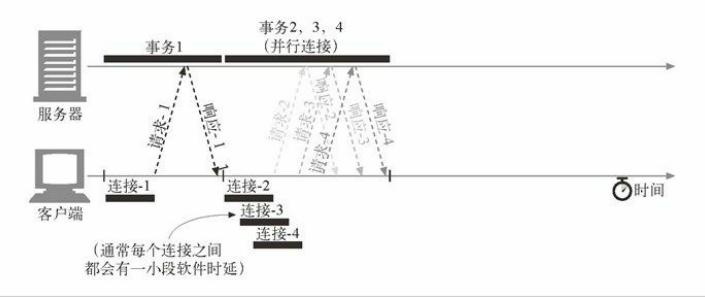 事务1
事务2，3，4
（并行连接）
服务器
请求-1
响应-1
请求-2
请求-3
请求-4
响应-2
响应-3
响应-4
连接-1
连接-2
连接-3
连接-4
时间
客户端
（通常每个连接之间
都会有一小段软件时延）